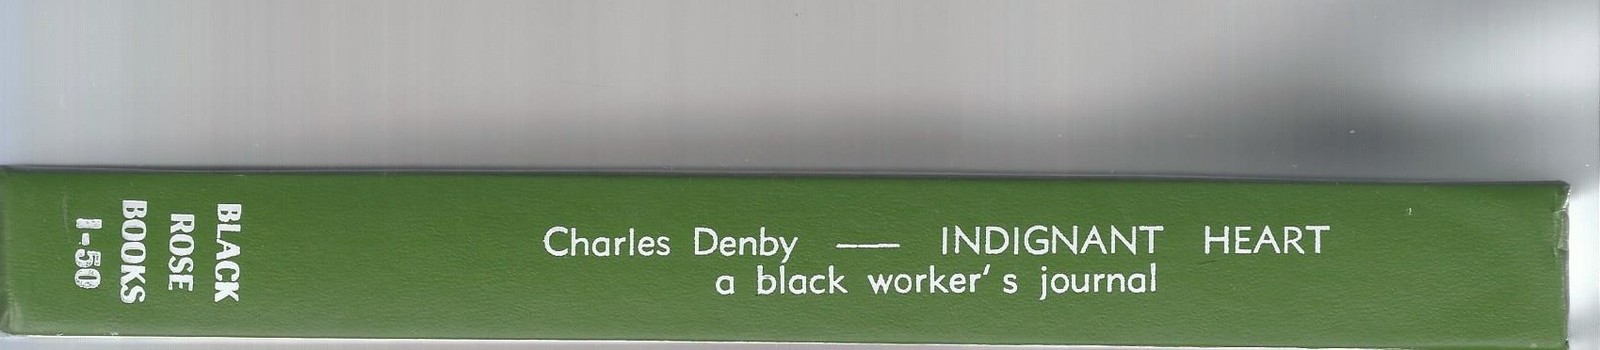 BLACK
ROSE
BOOKS
I-50
Charles Denby — INDIGNANT HEART
a black worker's journal